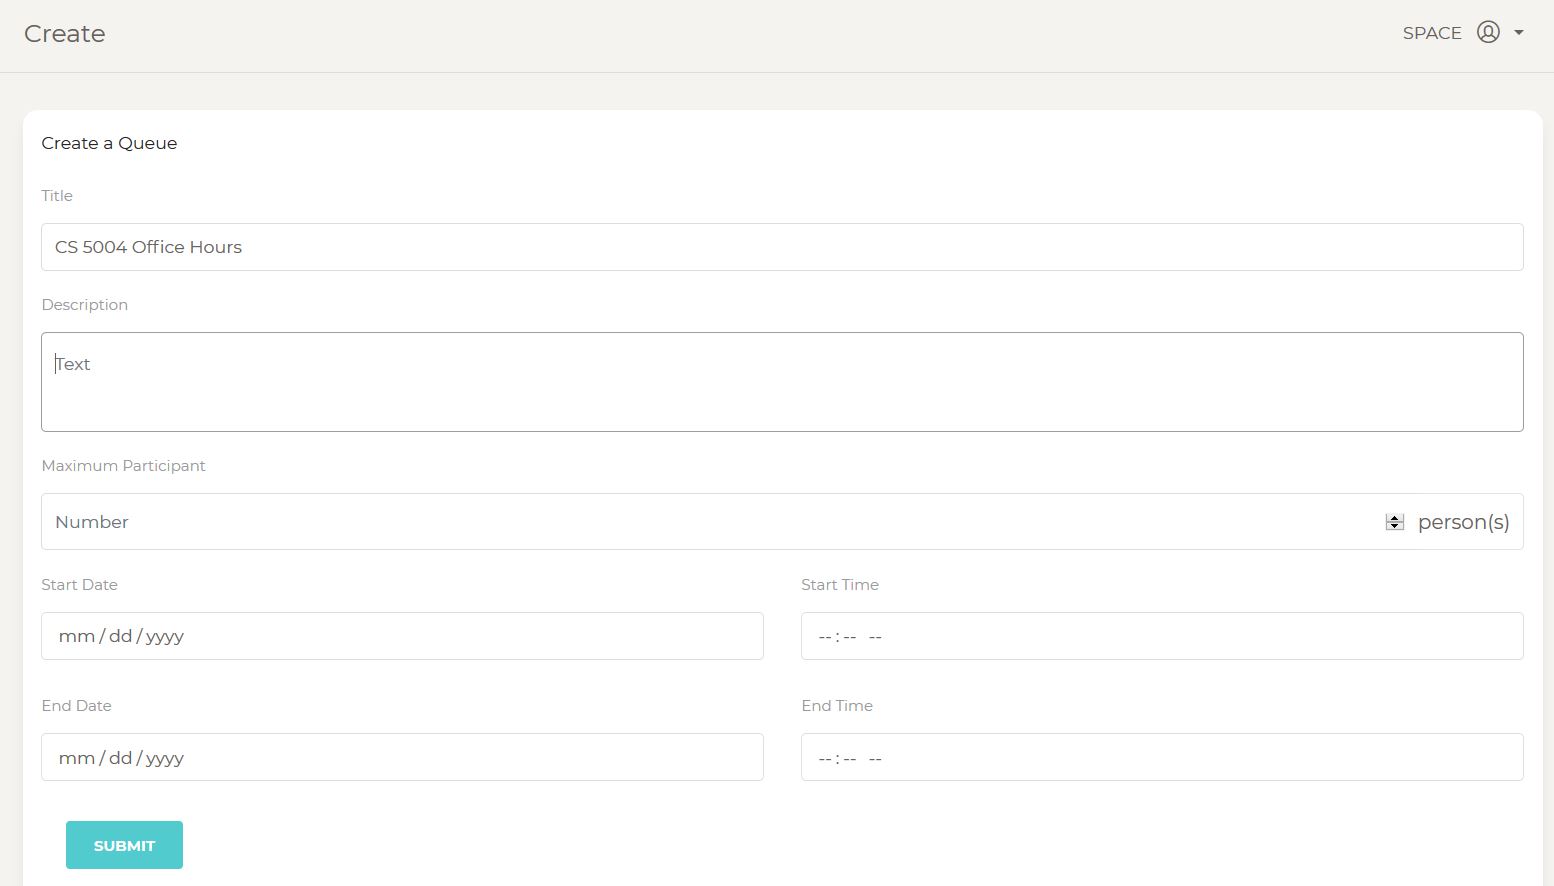 Create
SPACE
Create a Queue
Title
CS 5004 Office Hours
Description
Text
Maximum Participant
Number
person(s)
Start Date
Start Time
mm / dd / yyyy
-- : -- --
End Date
End Time
mm / dd / yyyy
-- : -- --
SUBMIT